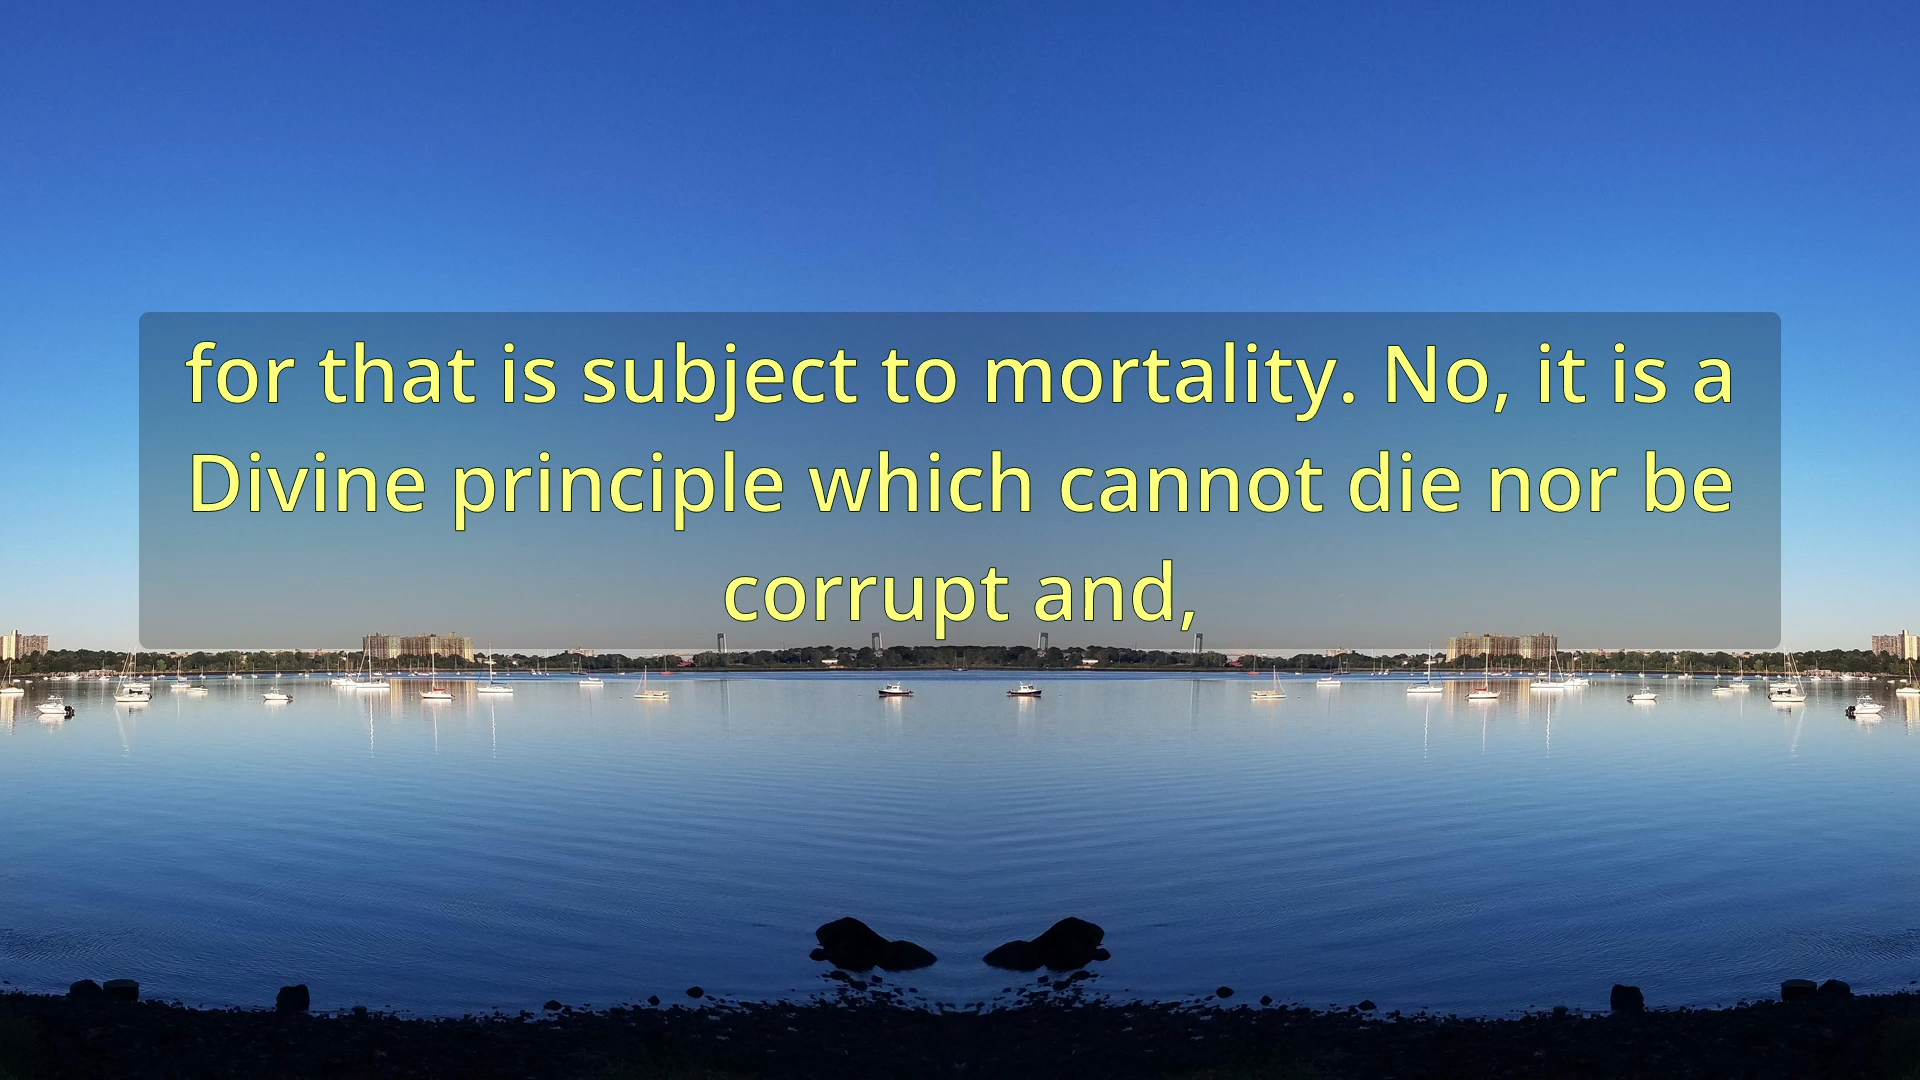 for that is subject to mortality. No, it is a
Divine principle which cannot die nor be
corrupt and,